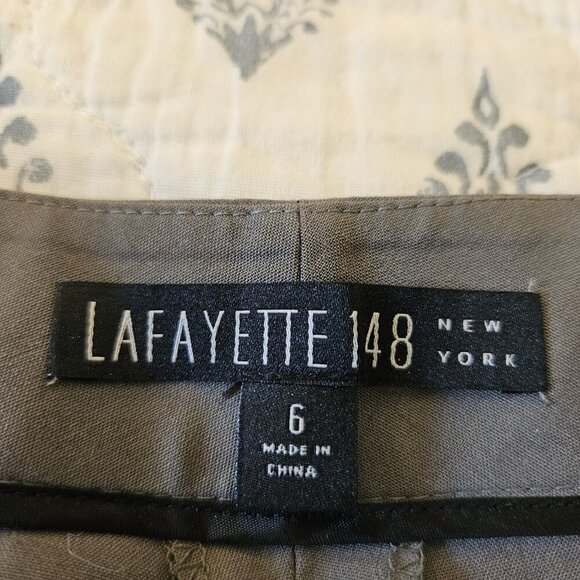 LAFAYETTE 148 NEW YORK
6
MADE IN
CHINA